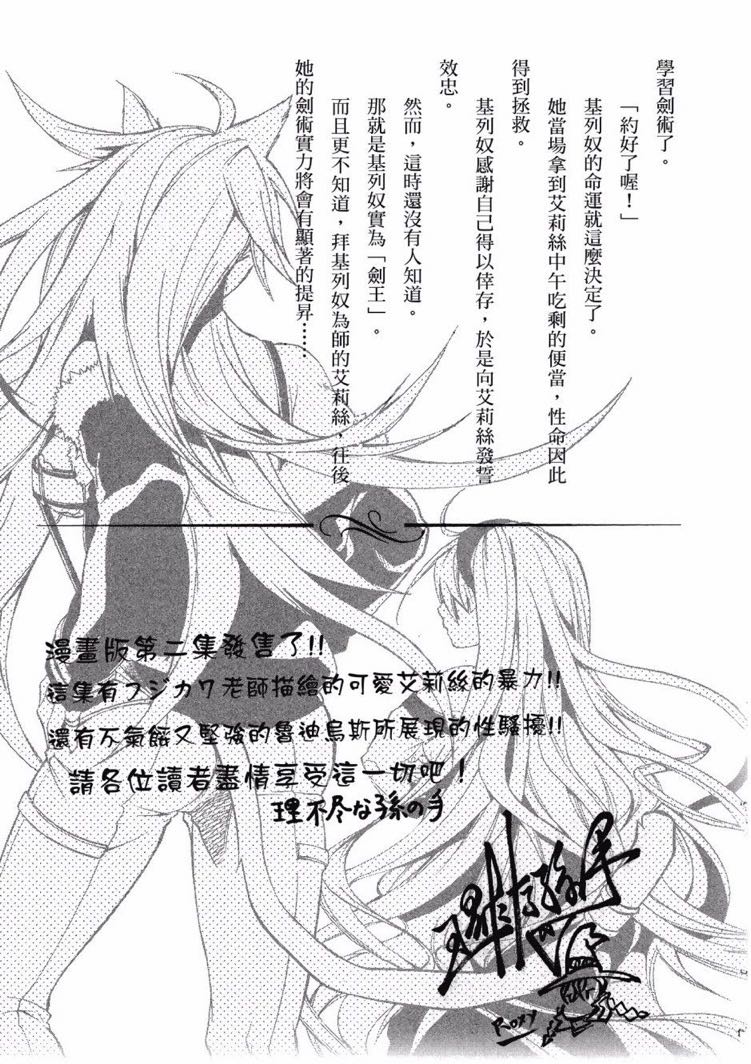 學習劍術了。
「約好了喔！」
基列奴的命運就這麼決定了。
她當場拿到艾莉絲中午吃剩的便當，性命因此
得到拯救。
基列奴感謝自己得以倖存，於是向艾莉絲發誓
效忠。
然而，這時還沒有人知道。
那就是基列奴實為「劍王」。
而且更不知道，拜基列奴為師的艾莉絲，往後
她的劍術實力將會有顯著的提昇……
漫畫版第二集發售了!!
這集有フジカワ老師描繪的可愛艾莉絲的暴力!!
還有不氣餒又堅強的魯迪烏斯所展現的性騷擾!!
請各位讀者盡情享受這一切吧！
理不尽な孫の手
Roxy